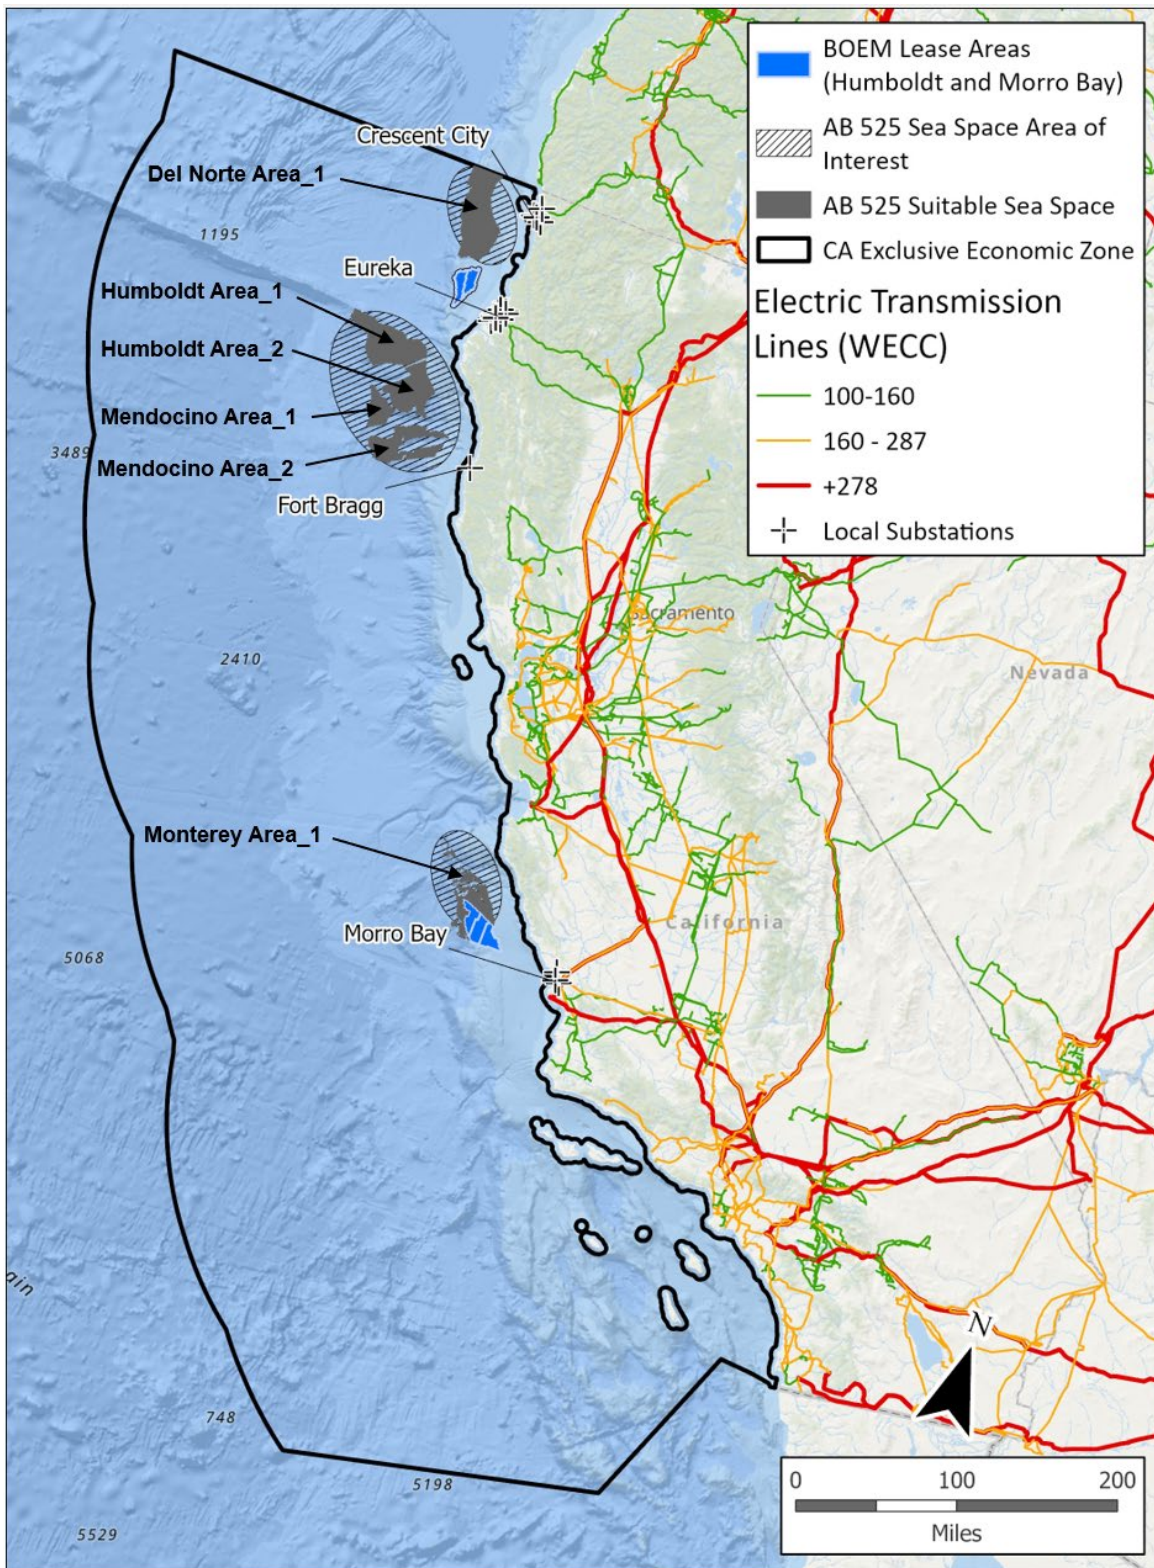 BOEM Lease Areas
(Humboldt and Morro Bay)
AB 525 Sea Space Area of
Interest
AB 525 Suitable Sea Space
CA Exclusive Economic Zone
Electric Transmission
Lines (WECC)
100-160
160 - 287
+278
Local Substations
Crescent City
Del Norte Area_1
1195
Eureka
Humboldt Area_1
Humboldt Area_2
Mendocino Area_1
3489
Mendocino Area_2
Fort Bragg
Sacramento
2410
Nevada
Monterey Area_1
California
Morro Bay
5068
ain
N
748
5198
5529
0 100 200
Miles